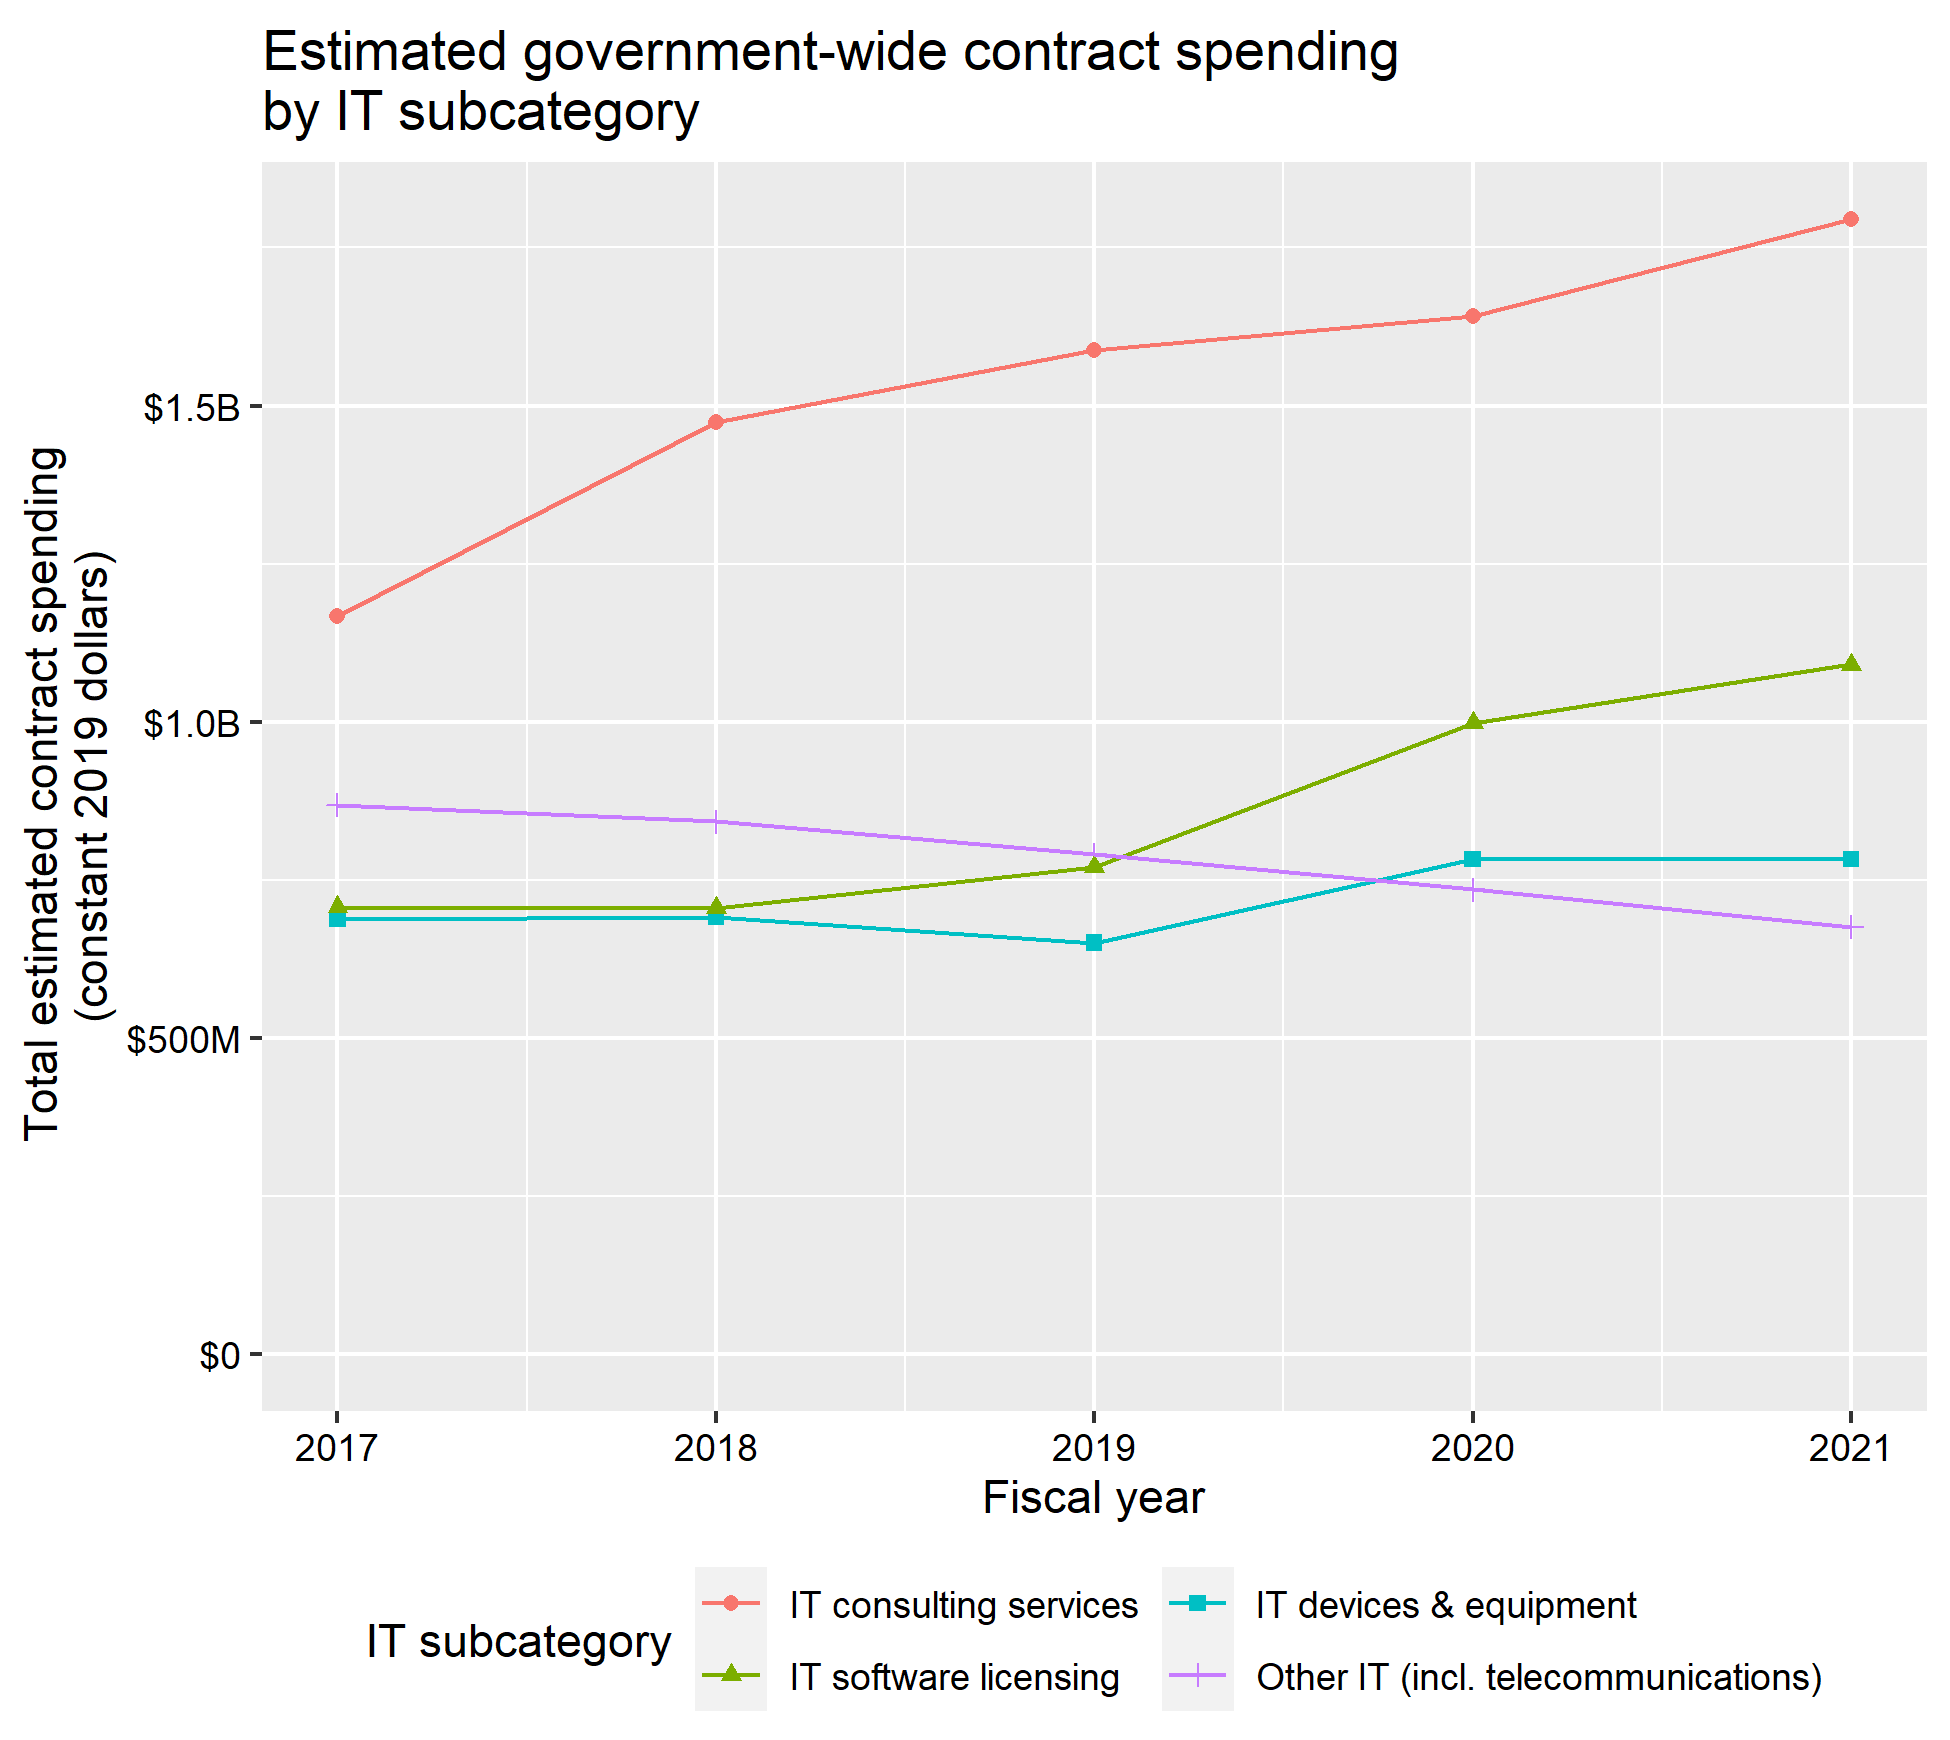 Estimated government-wide contract spending
by IT subcategory
Total estimated contract spending
(constant 2019 dollars)
$1.5B
$1.0B
$500M
$0
2017
2018
2019
2020
2021
Fiscal year
IT subcategory
IT consulting services
IT software licensing
IT devices & equipment
Other IT (incl. telecommunications)